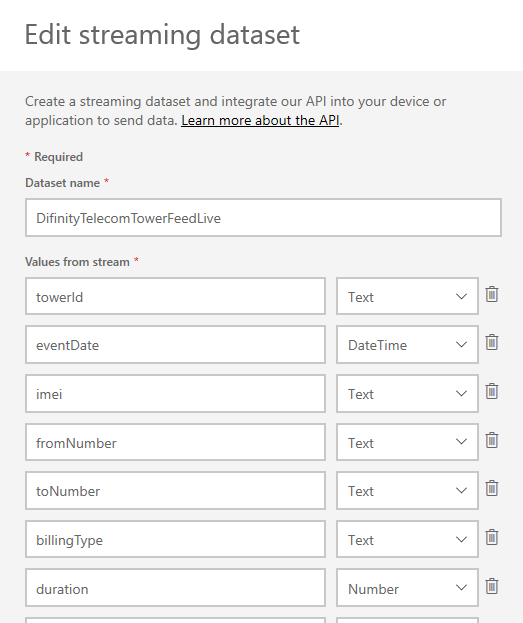 Edit streaming dataset
Create a streaming dataset and integrate our API into your device or
application to send data. Learn more about the API.
* Required
Dataset name *
DifinityTelecomTowerFeedLive
Values from stream *
towerId Text
eventDate DateTime
imei Text
fromNumber Text
toNumber Text
billingType Text
duration Number